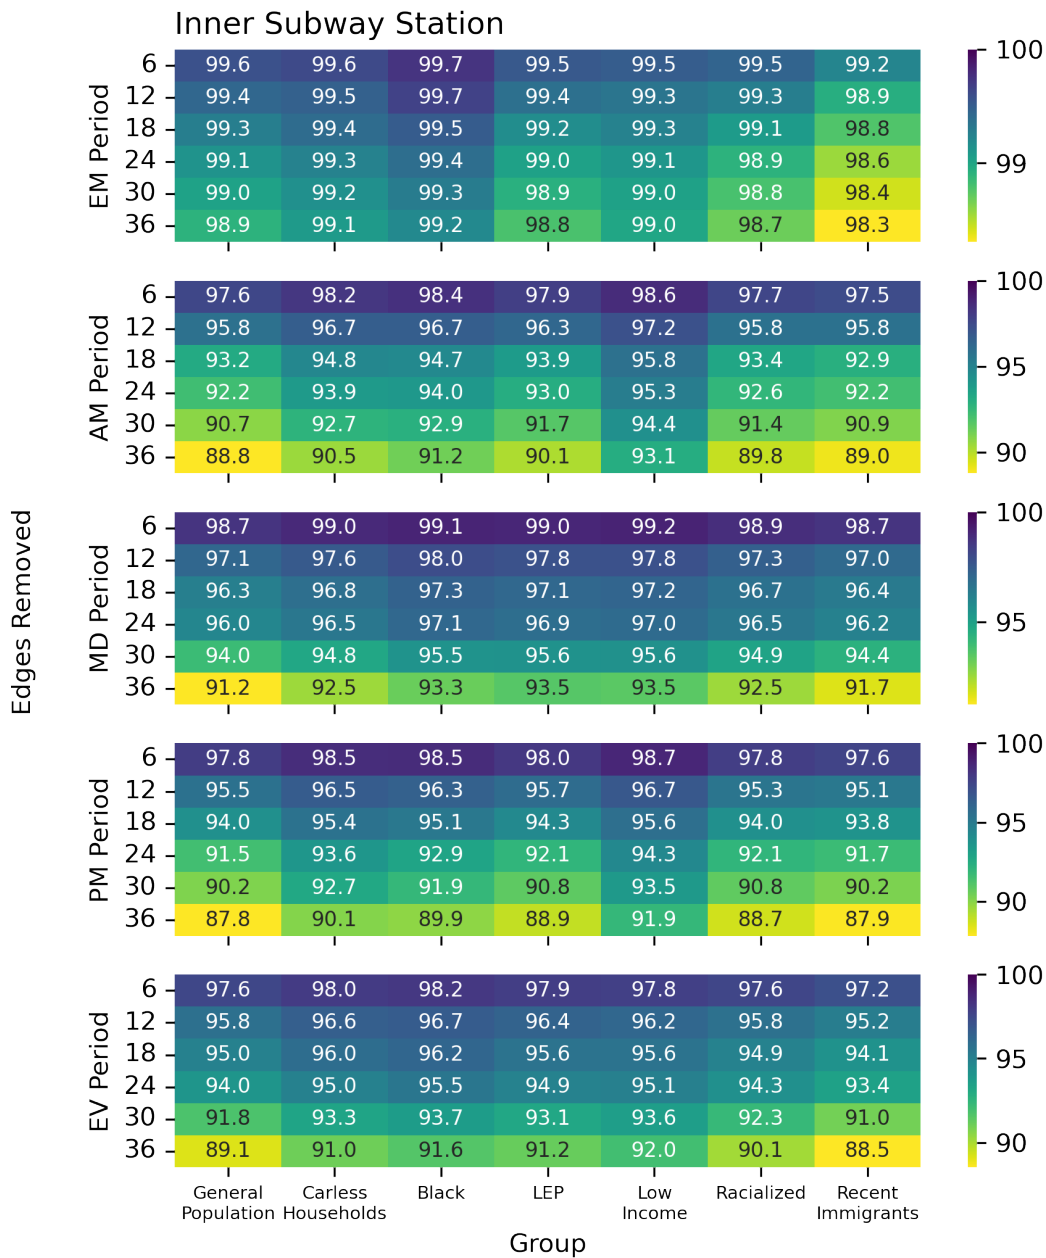 Inner Subway Station
Edges Removed
EM Period
6 99.6 99.6 99.7 99.5 99.5 99.5 99.2
12 99.4 99.5 99.7 99.4 99.3 99.3 98.9
18 99.3 99.4 99.5 99.2 99.3 99.1 98.8
24 99.1 99.3 99.4 99.0 99.1 98.9 98.6
30 99.0 99.2 99.3 98.9 99.0 98.8 98.4
36 98.9 99.1 99.2 98.8 99.0 98.7 98.3
100
99
AM Period
6 97.6 98.2 98.4 97.9 98.6 97.7 97.5
12 95.8 96.7 96.7 96.3 97.2 95.8 95.8
18 93.2 94.8 94.7 93.9 95.8 93.4 92.9
24 92.2 93.9 94.0 93.0 95.3 92.6 92.2
30 90.7 92.7 92.9 91.7 94.4 91.4 90.9
36 88.8 90.5 91.2 90.1 93.1 89.8 89.0
100
95
90
MD Period
6 98.7 99.0 99.1 99.0 99.2 98.9 98.7
12 97.1 97.6 98.0 97.8 97.8 97.3 97.0
18 96.3 96.8 97.3 97.1 97.2 96.7 96.4
24 96.0 96.5 97.1 96.9 97.0 96.5 96.2
30 94.0 94.8 95.5 95.6 95.6 94.9 94.4
36 91.2 92.5 93.3 93.5 93.5 92.5 91.7
100
95
PM Period
6 97.8 98.5 98.5 98.0 98.7 97.8 97.6
12 95.5 96.5 96.3 95.7 96.7 95.3 95.1
18 94.0 95.4 95.1 94.3 95.6 94.0 93.8
24 91.5 93.6 92.9 92.1 94.3 92.1 91.7
30 90.2 92.7 91.9 90.8 93.5 90.8 90.2
36 87.8 90.1 89.9 88.9 91.9 88.7 87.9
100
95
90
EV Period
6 97.6 98.0 98.2 97.9 97.8 97.6 97.2
12 95.8 96.6 96.7 96.4 96.2 95.8 95.2
18 95.0 96.0 96.2 95.6 95.6 94.9 94.1
24 94.0 95.0 95.5 94.9 95.1 94.3 93.4
30 91.8 93.3 93.7 93.1 93.6 92.3 91.0
36 89.1 91.0 91.6 91.2 92.0 90.1 88.5
100
95
90
General Carless Black LEP Low Racialized Recent
Population Households Income Immigrants
Group